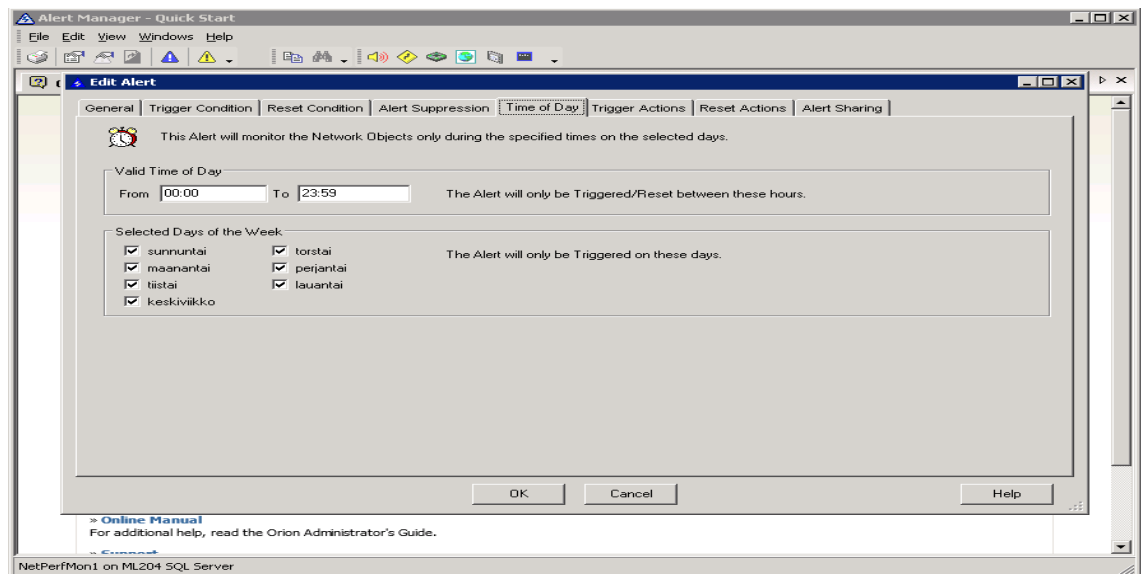 Alert Manager - Quick Start
File Edit View Windows Help
Edit Alert
General Trigger Condition Reset Condition Alert Suppression Time of Day Trigger Actions Reset Actions Alert Sharing
This Alert will monitor the Network Objects only during the specified times on the selected days.
Valid Time of Day
From 00:00 To 23:59 The Alert will only be Triggered/Reset between these hours.
Selected Days of the Week
sunnuntai torstai
The Alert will only be Triggered on these days.
maanantai perjantai
tiistai lauantai
keskiviikko
OK Cancel Help
» Online Manual
For additional help, read the Orion Administrator's Guide.
NetPerfMon1 on ML204 SQL Server